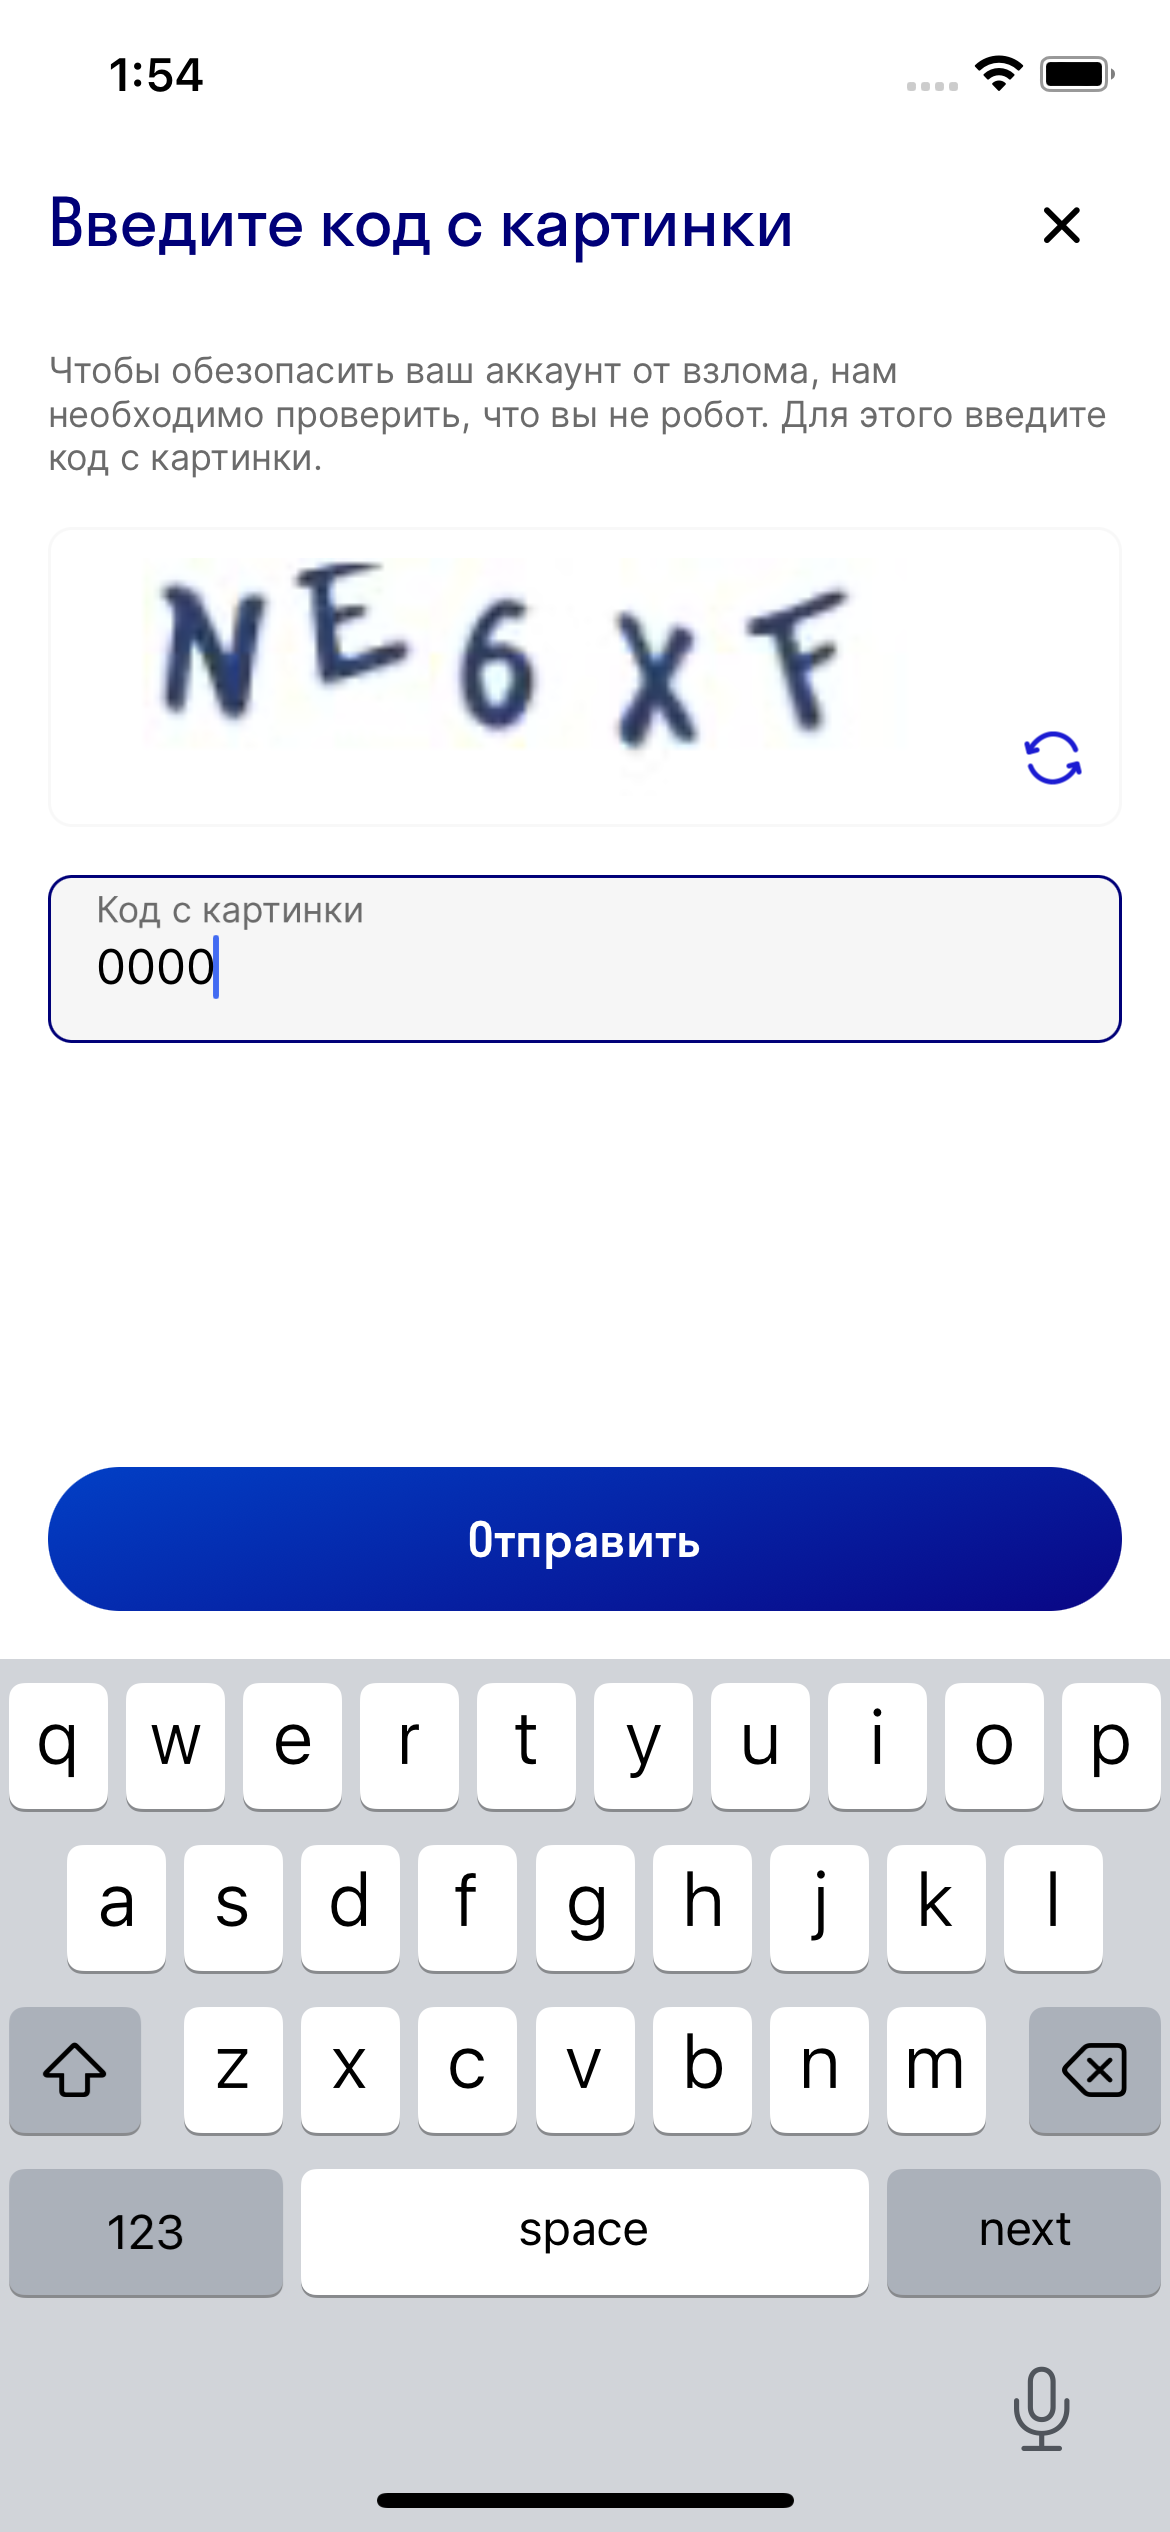 1:54
Введите код с картинки
Чтобы обезопасить ваш аккаунт от взлома, нам
необходимо проверить, что вы не робот. Для этого введите
код с картинки.
NE6XF
Код с картинки
0000
Отправить
q w e r t y u i o p
a s d f g h j k l
z x c v b n m
123 space next